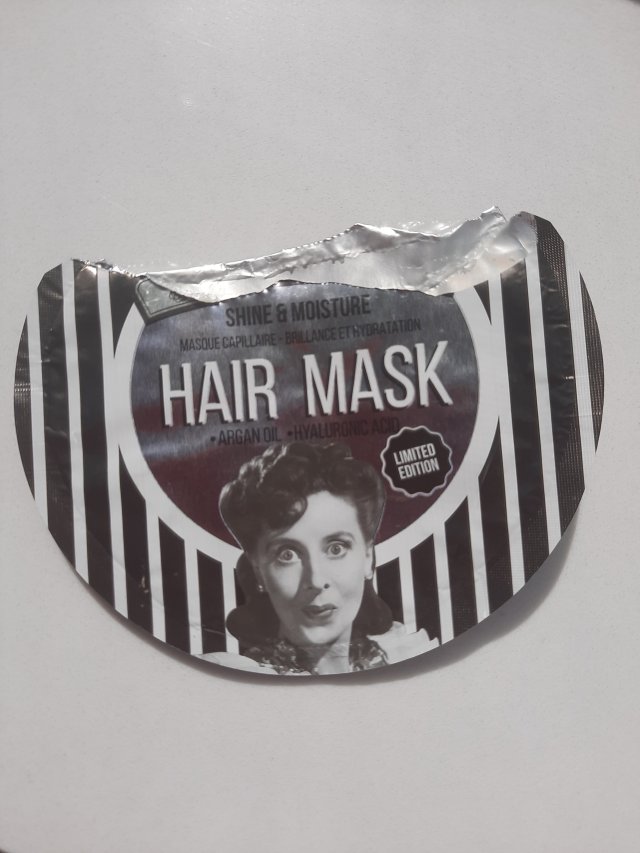 SHINE & MOISTURE
MASQUE CAPILLAIRE - BRILLANCE ET HYDRATATION
HAIR MASK
• ARGAN OIL • HYALURONIC ACID
LIMITED
EDITION